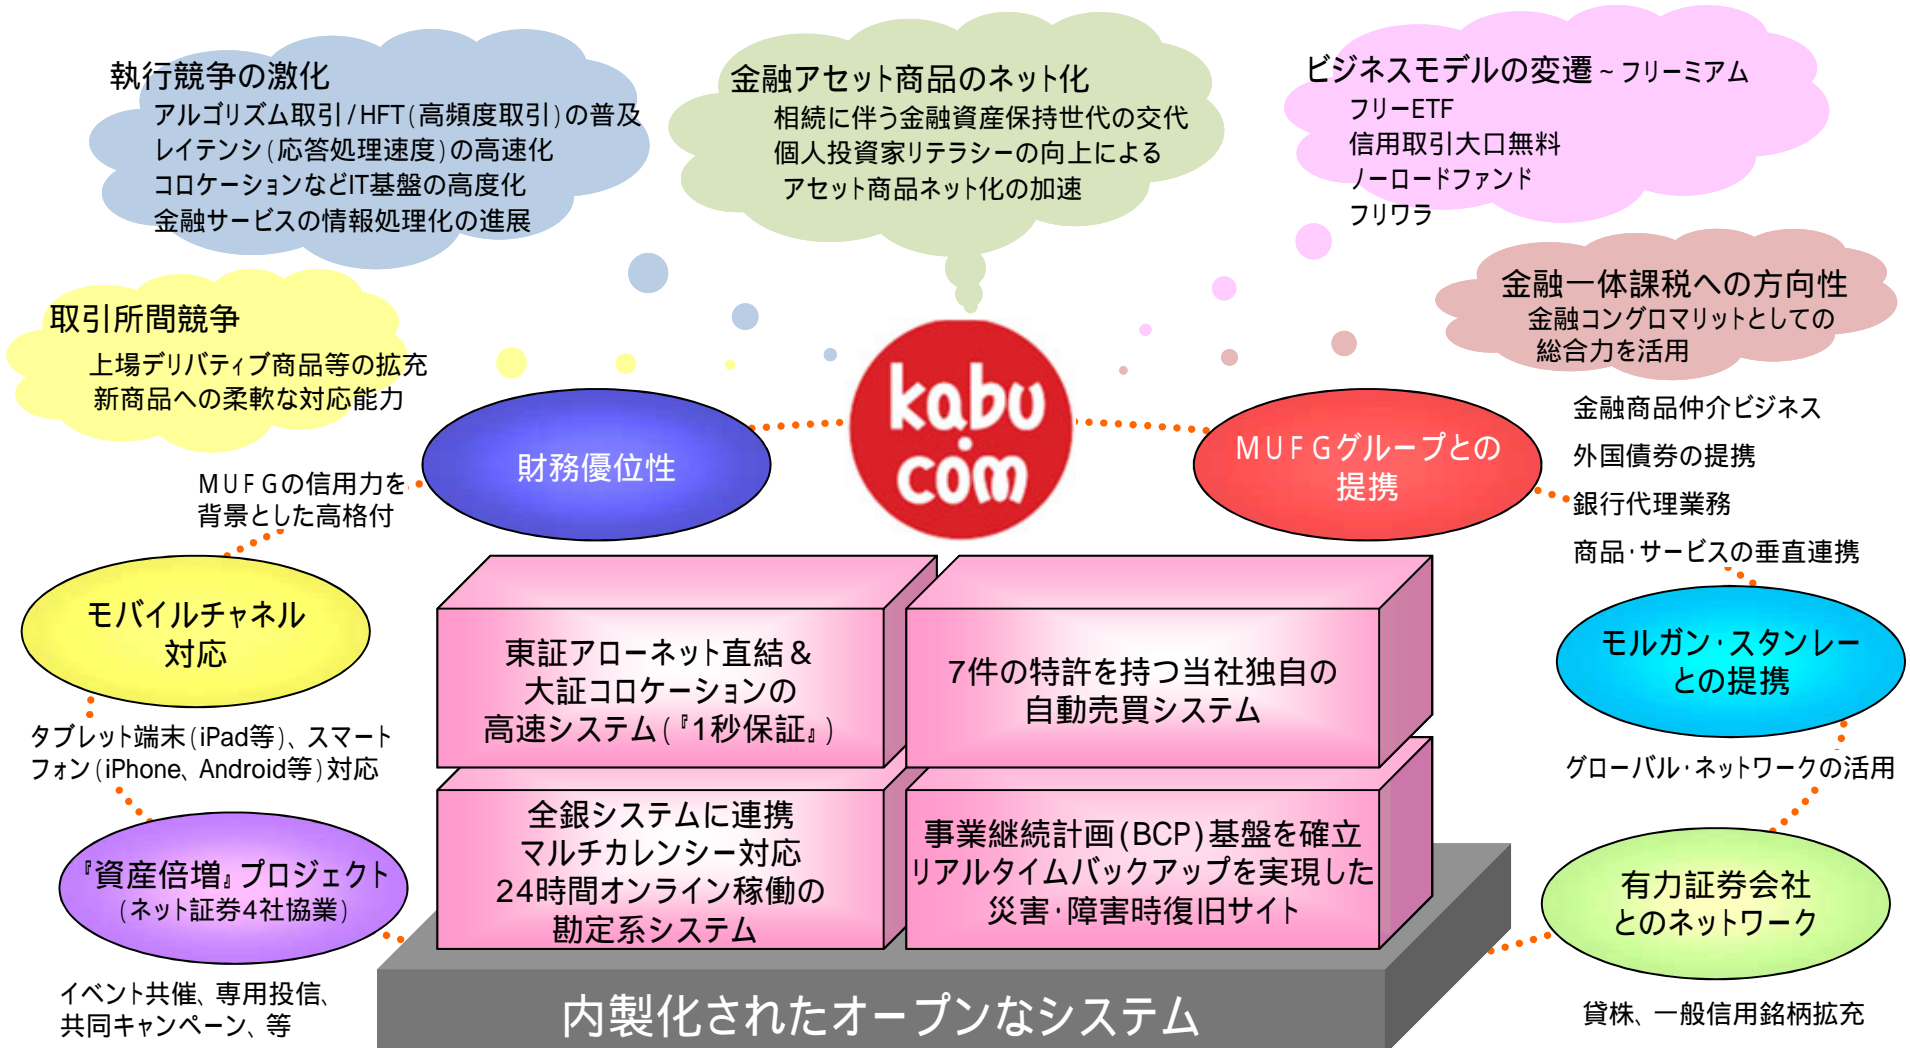 執行競争の激化
アルゴリズム取引/HFT(高頻度取引)の普及
レイテンシ(応答処理速度)の高速化
コロケーションなどIT基盤の高度化
金融サービスの情報処理化の進展
金融アセット商品のネット化
相続に伴う金融資産保持世代の交代
個人投資家リテラシーの向上による
アセット商品ネット化の加速
ビジネスモデルの変遷~フリーミアム
フリーETF
信用取引大口無料
ノーロードファンド
フリワラ
取引所間競争
上場デリバティブ商品等の拡充
新商品への柔軟な対応能力
金融一体課税への方向性
金融コングロマリットとしての
総合力を活用
kabu
.
com
財務優位性
MUFGの信用力を
背景とした高格付
MUFGグループとの
提携
金融商品仲介ビジネス
外国債券の提携
銀行代理業務
商品・サービスの垂直連携
モバイルチャネル
対応
タブレット端末(iPad等)、スマート
フォン(iPhone、Android等)対応
モルガン・スタンレー
との提携
グローバル・ネットワークの活用
東証アローネット直結&
大証コロケーションの
高速システム(『1秒保証』)
7件の特許を持つ当社独自の
自動売買システム
全銀システムに連携
マルチカレンシー対応
24時間オンライン稼働の
勘定系システム
事業継続計画(BCP)基盤を確立
リアルタイムバックアップを実現した
災害・障害時復旧サイト
『資産倍増』プロジェクト
(ネット証券4社協業)
イベント共催、専用投信、
共同キャンペーン、等
有力証券会社
とのネットワーク
貸株、一般信用銘柄拡充
内製化されたオープンなシステム